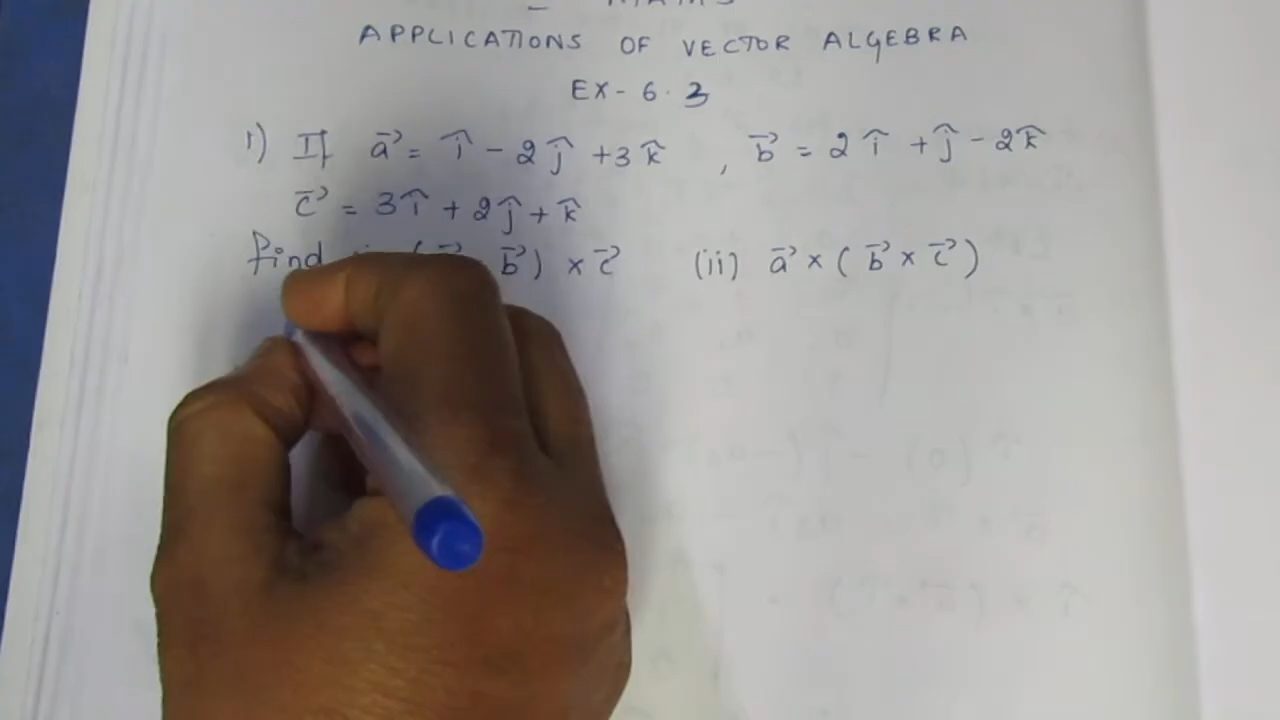 APPLICATIONS OF VECTOR ALGEBRA
EX - 6.3
1) If a⃗ = î - 2ĵ + 3k̂ , b⃗ = 2î + ĵ - 2k̂
c⃗ = 3î + 2ĵ + k̂
find b⃗) × c⃗ (ii) a⃗ × (b⃗ × c⃗)